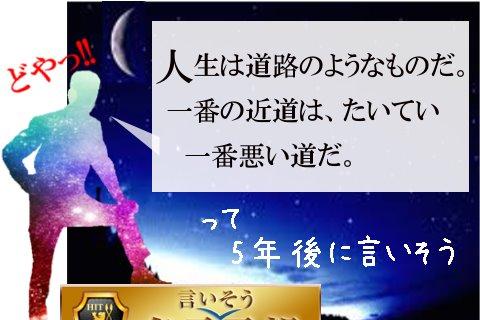 どやっ!!
人生は道路のようなものだ。
一番の近道は、たいてい
一番悪い道だ。
って
5年後に言いそう
言いそう
HIT